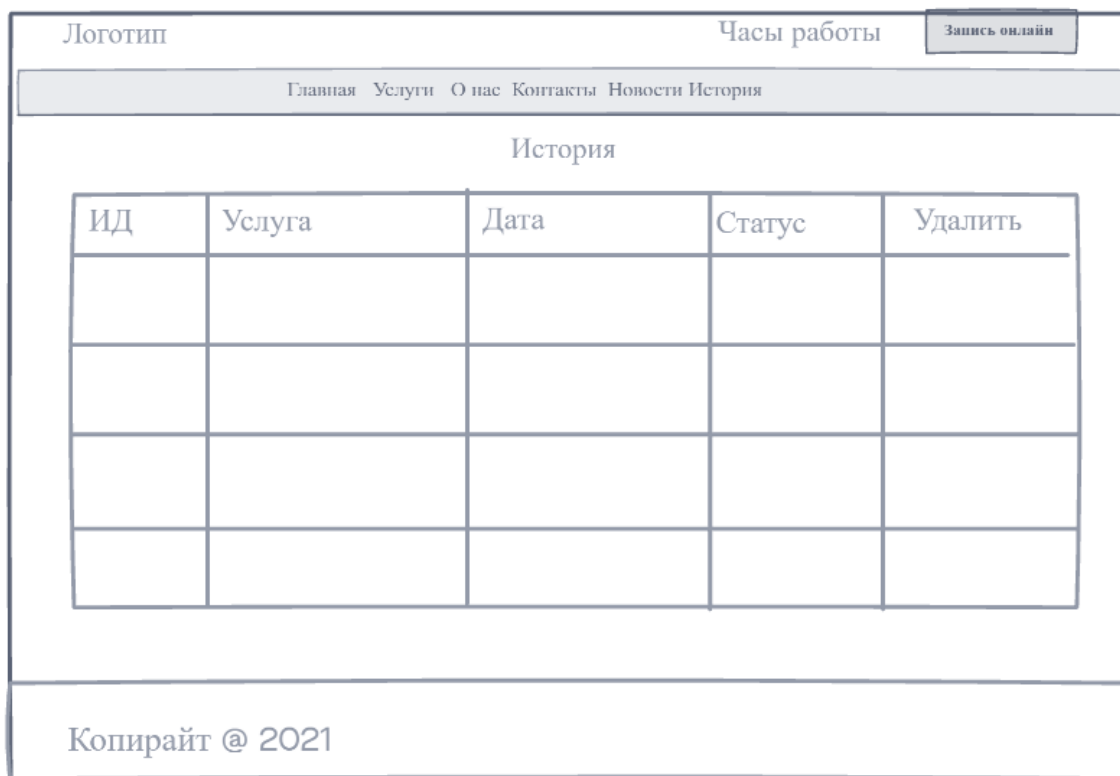 Логотип Часы работы Запись онлайн
Главная Услуги О нас Контакты Новости История
История
ИД Услуга Дата Статус Удалить
Копирайт @ 2021